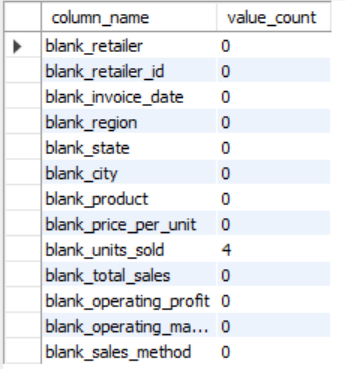 column_name value_count
blank_retailer 0
blank_retailer_id 0
blank_invoice_date 0
blank_region 0
blank_state 0
blank_city 0
blank_product 0
blank_price_per_unit 0
blank_units_sold 4
blank_total_sales 0
blank_operating_profit 0
blank_operating_ma... 0
blank_sales_method 0